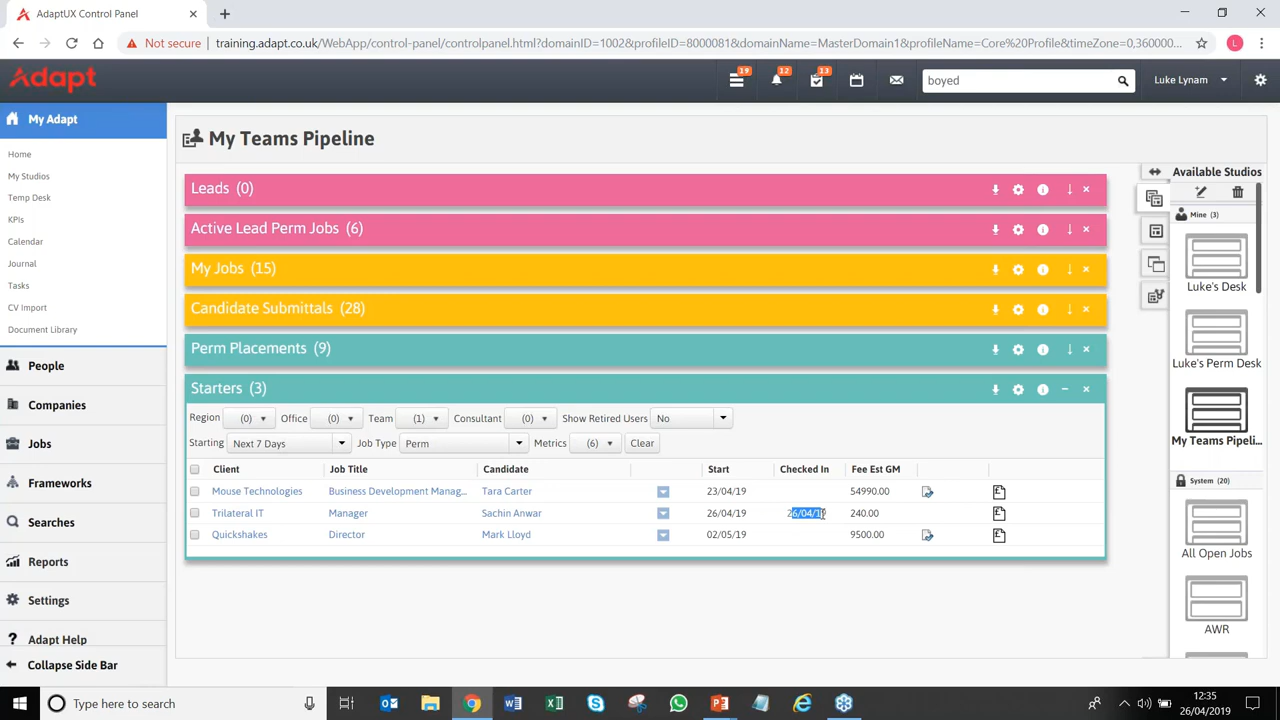 AdaptUX Control Panel
Not secure
training.adapt.co.uk/WebApp/control-panel/controlpanel.html?domainID=1002&profileID=8000081&domainName=MasterDomain1&profileName=Core%20Profile&timeZone=0,360000...
L
Adapt
19
12
13
boyed
Luke Lynam
My Adapt
Home
My Studios
Temp Desk
KPIs
Calendar
Journal
Tasks
CV Import
Document Library
People
Companies
Jobs
Frameworks
Searches
Reports
Settings
Adapt Help
Collapse Side Bar
My Teams Pipeline
Leads (0)
Active Lead Perm Jobs (6)
My Jobs (15)
Candidate Submittals (28)
Perm Placements (9)
Starters (3)
Region (0) Office (0) Team (1) Consultant (0) Show Retired Users No
Starting Next 7 Days Job Type Perm Metrics (6) Clear
Client Job Title Candidate Start Checked In Fee Est GM
Mouse Technologies Business Development Manag... Tara Carter 23/04/19 54990.00
Trilateral IT Manager Sachin Anwar 26/04/19 26/04/19 240.00
Quickshakes Director Mark Lloyd 02/05/19 9500.00
Available Studios
Mine (3)
Luke's Desk
Luke's Perm Desk
My Teams Pipeli...
System (20)
All Open Jobs
AWR
Type here to search
12:35
26/04/2019